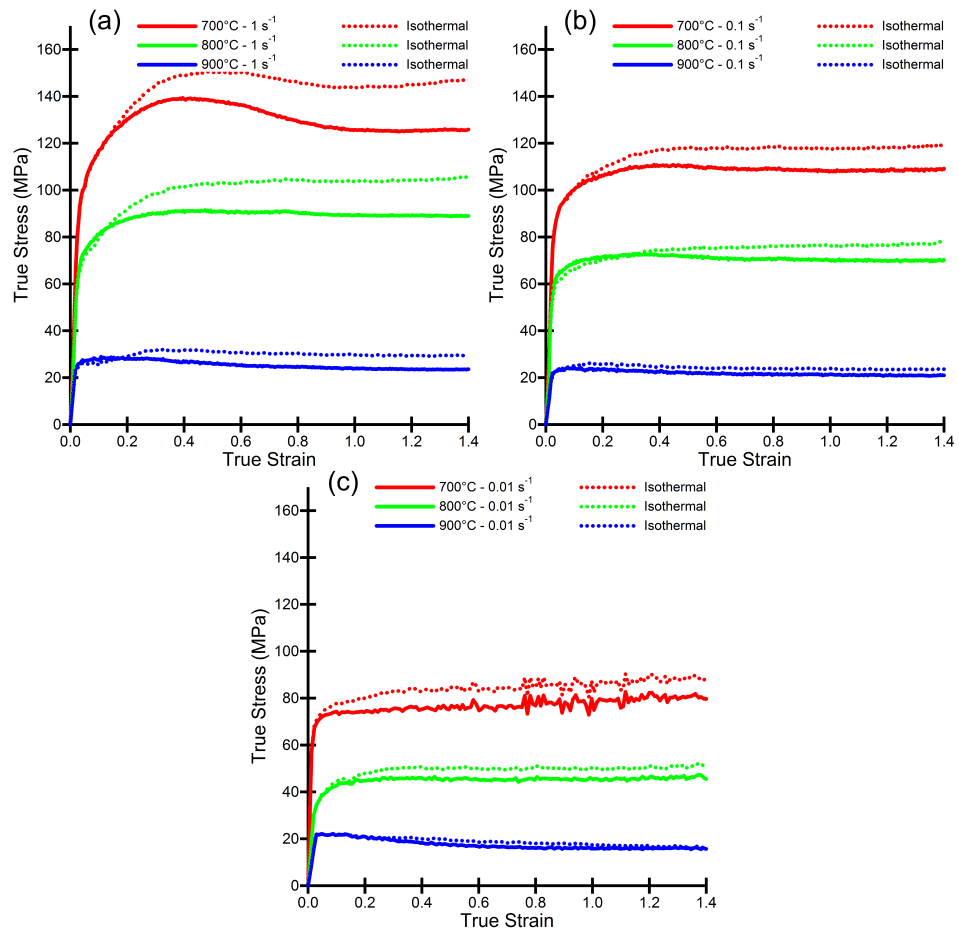 (a)
700°C - 1 s⁻¹ Isothermal
800°C - 1 s⁻¹ Isothermal
900°C - 1 s⁻¹ Isothermal
True Stress (MPa)
160
140
120
100
80
60
40
20
0
0.0 0.2 0.4 0.6 0.8 1.0 1.2 1.4
True Strain
(b)
700°C - 0.1 s⁻¹ Isothermal
800°C - 0.1 s⁻¹ Isothermal
900°C - 0.1 s⁻¹ Isothermal
True Stress (MPa)
160
140
120
100
80
60
40
20
0
0.0 0.2 0.4 0.6 0.8 1.0 1.2 1.4
True Strain
(c)
700°C - 0.01 s⁻¹ Isothermal
800°C - 0.01 s⁻¹ Isothermal
900°C - 0.01 s⁻¹ Isothermal
True Stress (MPa)
160
140
120
100
80
60
40
20
0
0.0 0.2 0.4 0.6 0.8 1.0 1.2 1.4
True Strain